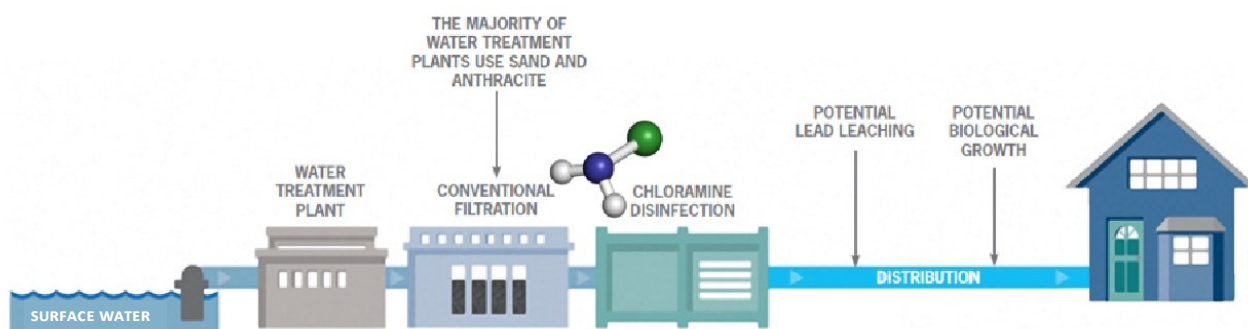 THE MAJORITY OF
WATER TREATMENT
PLANTS USE SAND AND
ANTHRACITE
WATER
TREATMENT
PLANT
CONVENTIONAL
FILTRATION
CHLORAMINE
DISINFECTION
POTENTIAL
LEAD LEACHING
POTENTIAL
BIOLOGICAL
GROWTH
DISTRIBUTION
SURFACE WATER